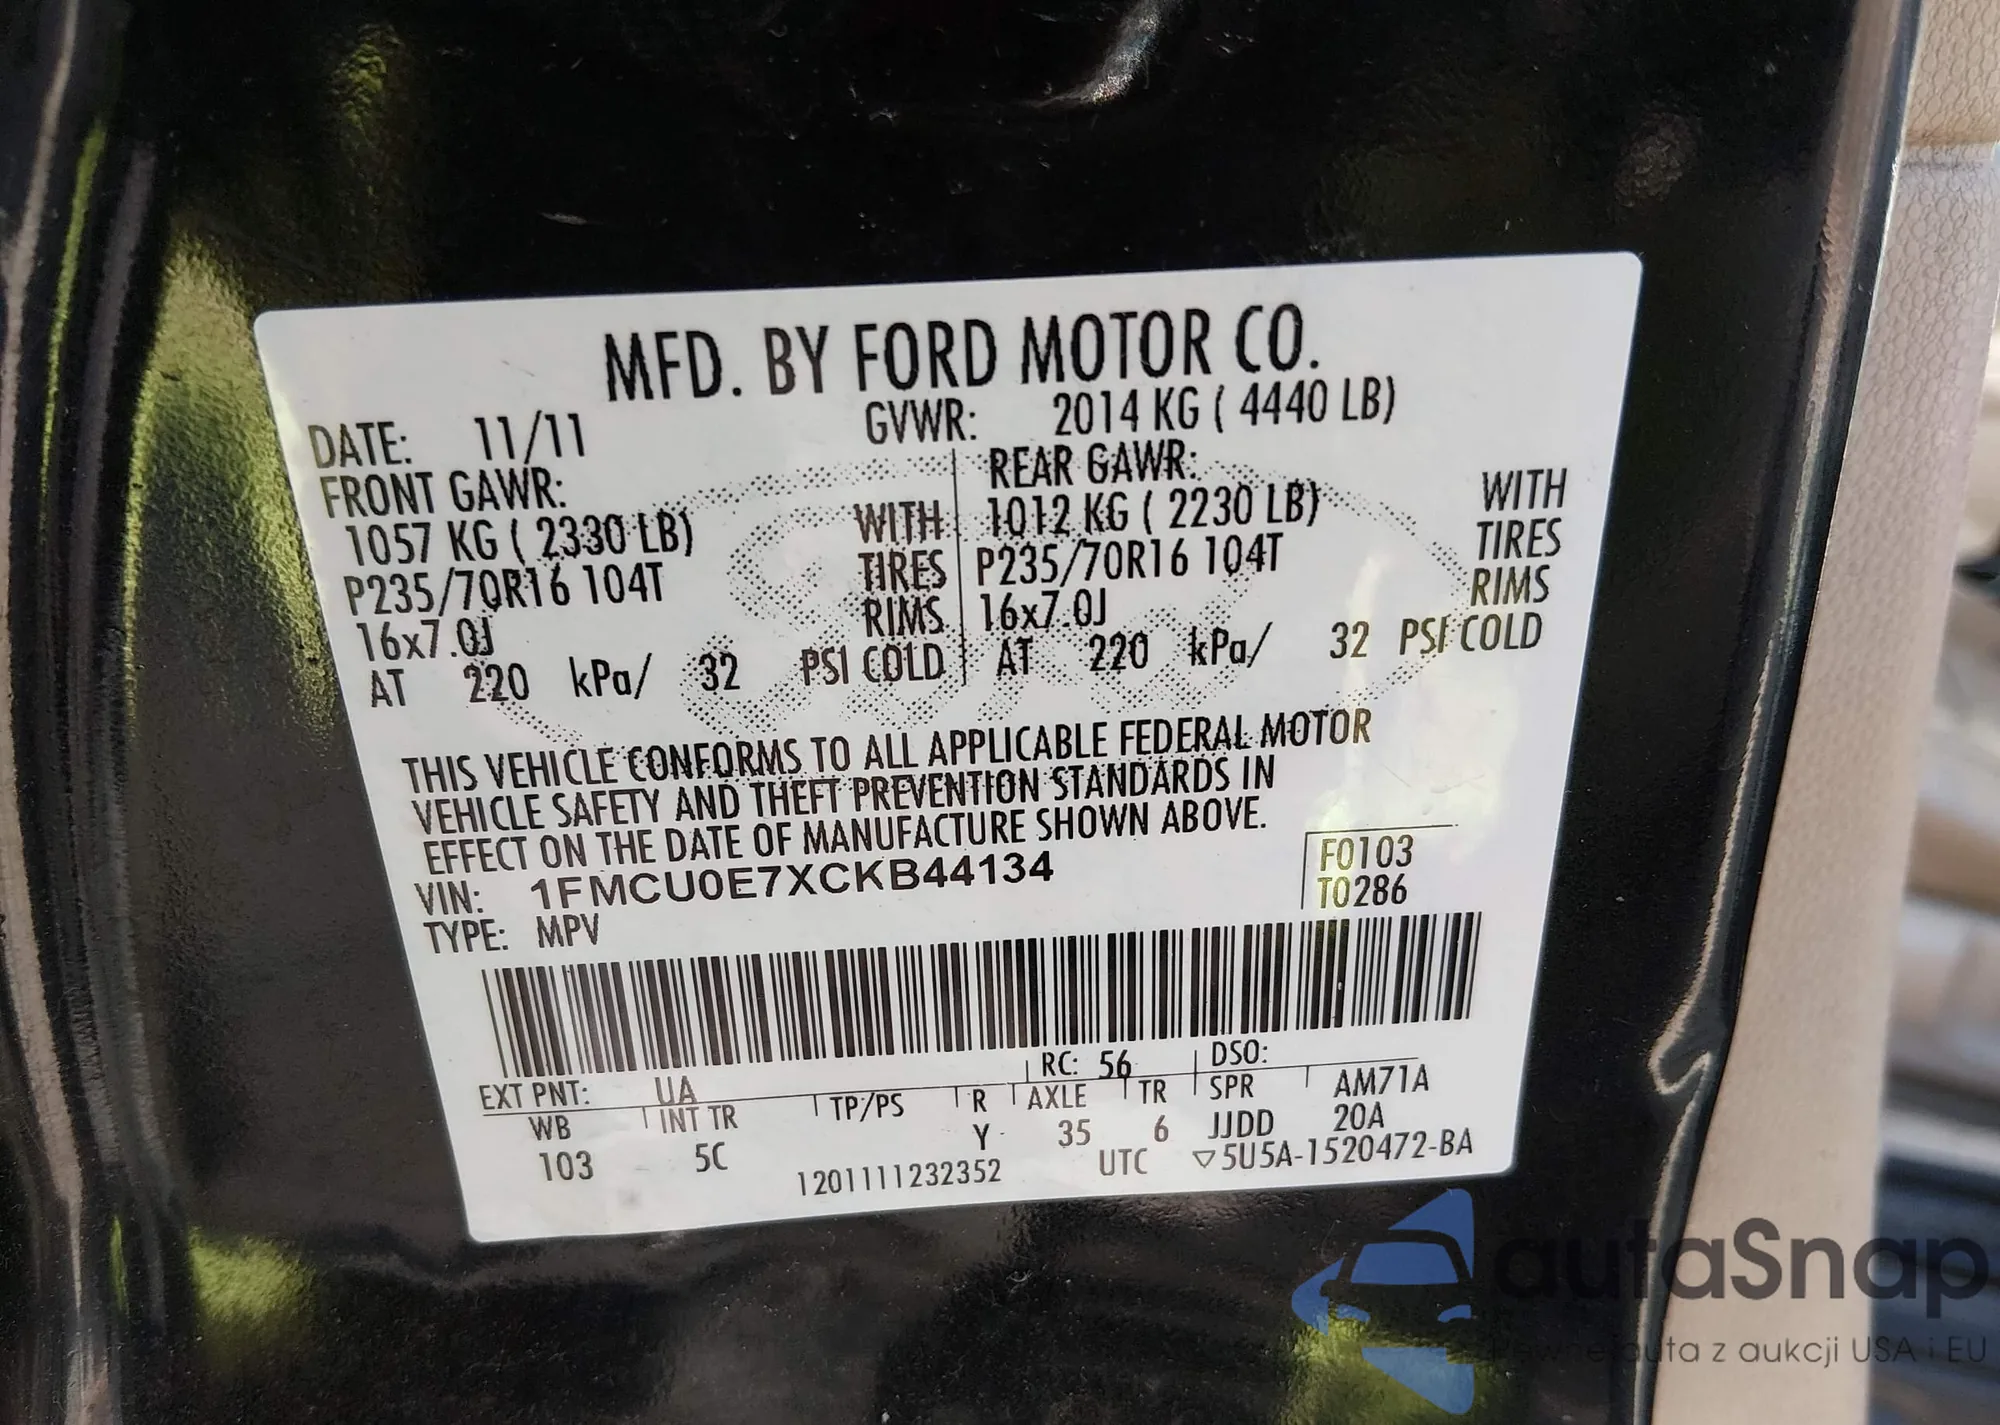 MFD. BY FORD MOTOR CO.
DATE: 11/11 GVWR: 2014 KG ( 4440 LB)
FRONT GAWR: REAR GAWR:
1057 KG ( 2330 LB) WITH 1012 KG ( 2230 LB) WITH
P235/70R16 104T TIRES P235/70R16 104T TIRES
16x7.0J RIMS 16x7.0J RIMS
AT 220 kPa/ 32 PSI COLD AT 220 kPa/ 32 PSI COLD
THIS VEHICLE CONFORMS TO ALL APPLICABLE FEDERAL MOTOR
VEHICLE SAFETY AND THEFT PREVENTION STANDARDS IN
EFFECT ON THE DATE OF MANUFACTURE SHOWN ABOVE.
VIN: 1FMCU0E7XCKB44134 F0103
TYPE: MPV T0286
EXT PNT: UA RC: 56 DSO:
WB INT TR TP/PS R AXLE TR SPR AM71A
103 5C Y 35 6 JJDD 20A
1201111232352 UTC ▽5U5A-1520472-BA
autaSnap
Pewne auta z aukcji USA i EU